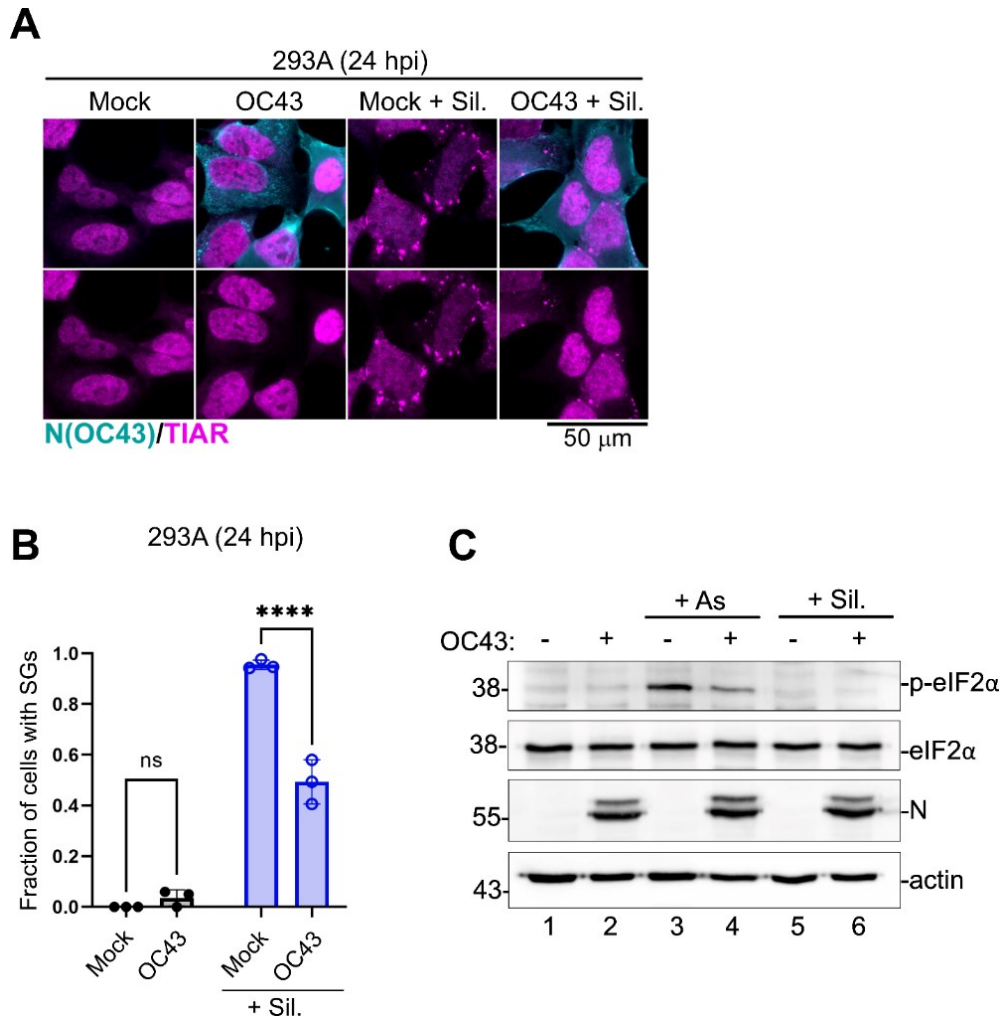 A
293A (24 hpi)
Mock OC43 Mock + Sil. OC43 + Sil.
N(OC43)/TIAR
50 μm
B
293A (24 hpi)
Fraction of cells with SGs
1.0
0.8
0.6
0.4
0.2
0.0
ns
****
Mock
OC43
Mock
OC43
+ Sil.
C
+ As + Sil.
OC43: - + - + - +
38- -p-eIF2α
38- -eIF2α
55- -N
43- -actin
1 2 3 4 5 6